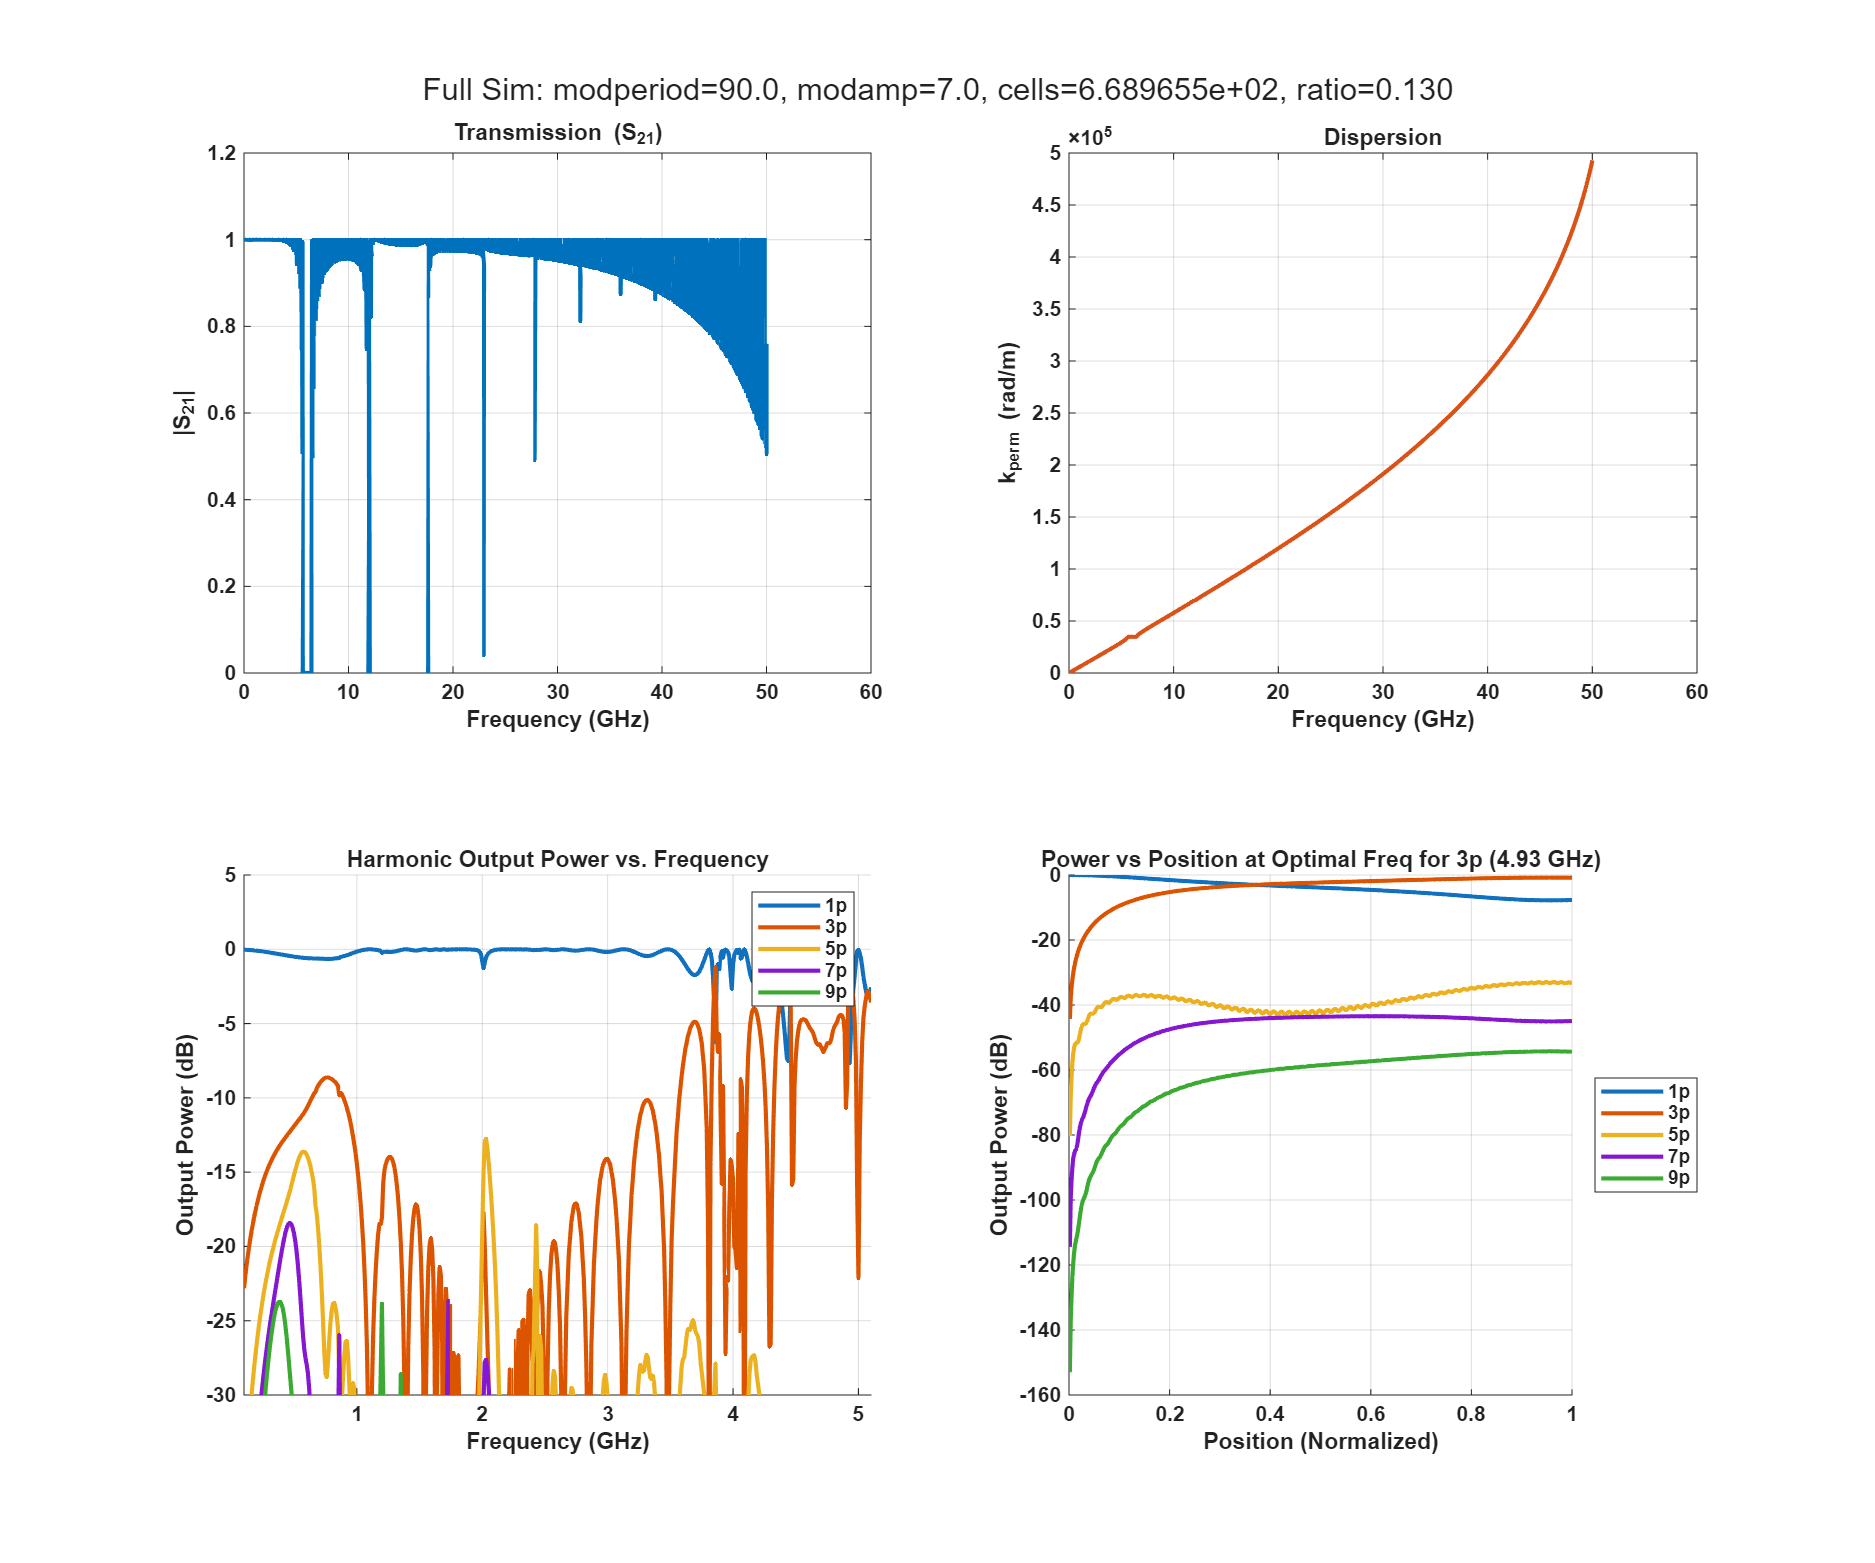 Full Sim: modperiod=90.0, modamp=7.0, cells=6.689655e+02, ratio=0.130
Transmission (S21)
1.2
1
0.8
0.6
0.4
0.2
0
0 10 20 30 40 50 60
|S21|
Frequency (GHz)
Dispersion
×10^5
5
4.5
4
3.5
3
2.5
2
1.5
1
0.5
0
0 10 20 30 40 50 60
kperm (rad/m)
Frequency (GHz)
Harmonic Output Power vs. Frequency
5
0
-5
-10
-15
-20
-25
-30
1 2 3 4 5
Output Power (dB)
Frequency (GHz)
1p
3p
5p
7p
9p
Power vs Position at Optimal Freq for 3p (4.93 GHz)
0
-20
-40
-60
-80
-100
-120
-140
-160
0 0.2 0.4 0.6 0.8 1
Output Power (dB)
Position (Normalized)
1p
3p
5p
7p
9p